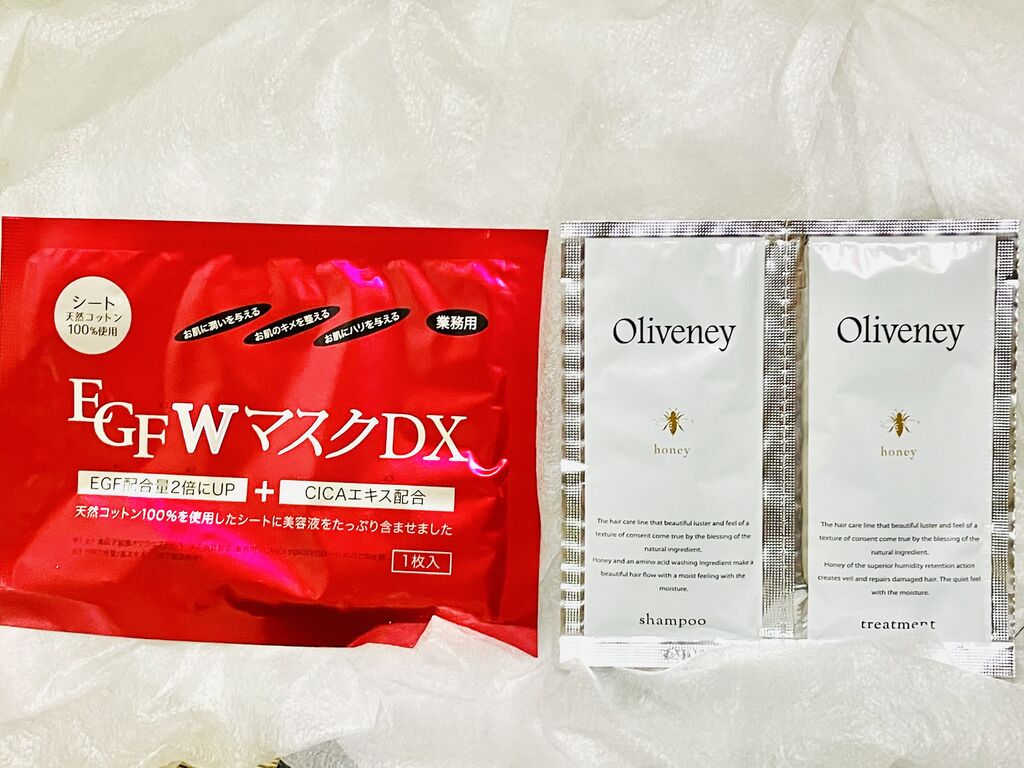 シート
天然コットン
100%使用
お肌に潤いを与える
お肌のキメを整える
お肌にハリを与える
業務用
EGF W マスクDX
EGF配合量2倍にUP + CICAエキス配合
天然コットン100%を使用したシートに美容液をたっぷり含ませました
1枚入
Oliveney
honey
The hair care line that beautiful luster and feel of a
texture of consent come true by the blessing of the
natural ingredient.
Honey and an amino acid washing ingredient make a
beautiful hair flow with a moist feeling with the
moisture.
shampoo
Oliveney
honey
The hair care line that beautiful luster and feel of a
texture of consent come true by the blessing of the
natural ingredient.
Honey of the superior humidity retention action
creates veil and repairs damaged hair. The quiet feel
with the moisture.
treatment